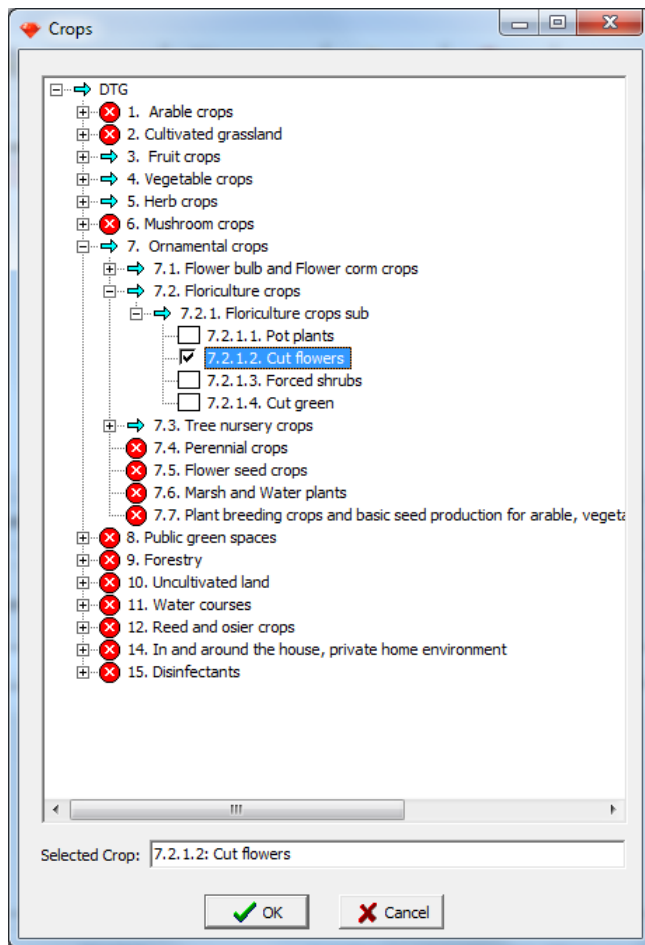 Crops
DTG
1. Arable crops
2. Cultivated grassland
3. Fruit crops
4. Vegetable crops
5. Herb crops
6. Mushroom crops
7. Ornamental crops
7.1. Flower bulb and Flower corm crops
7.2. Floriculture crops
7.2.1. Floriculture crops sub
7.2.1.1. Pot plants
7.2.1.2. Cut flowers
7.2.1.3. Forced shrubs
7.2.1.4. Cut green
7.3. Tree nursery crops
7.4. Perennial crops
7.5. Flower seed crops
7.6. Marsh and Water plants
7.7. Plant breeding crops and basic seed production for arable, vegeta
8. Public green spaces
9. Forestry
10. Uncultivated land
11. Water courses
12. Reed and osier crops
14. In and around the house, private home environment
15. Disinfectants
Selected Crop: 7.2.1.2: Cut flowers
OK Cancel